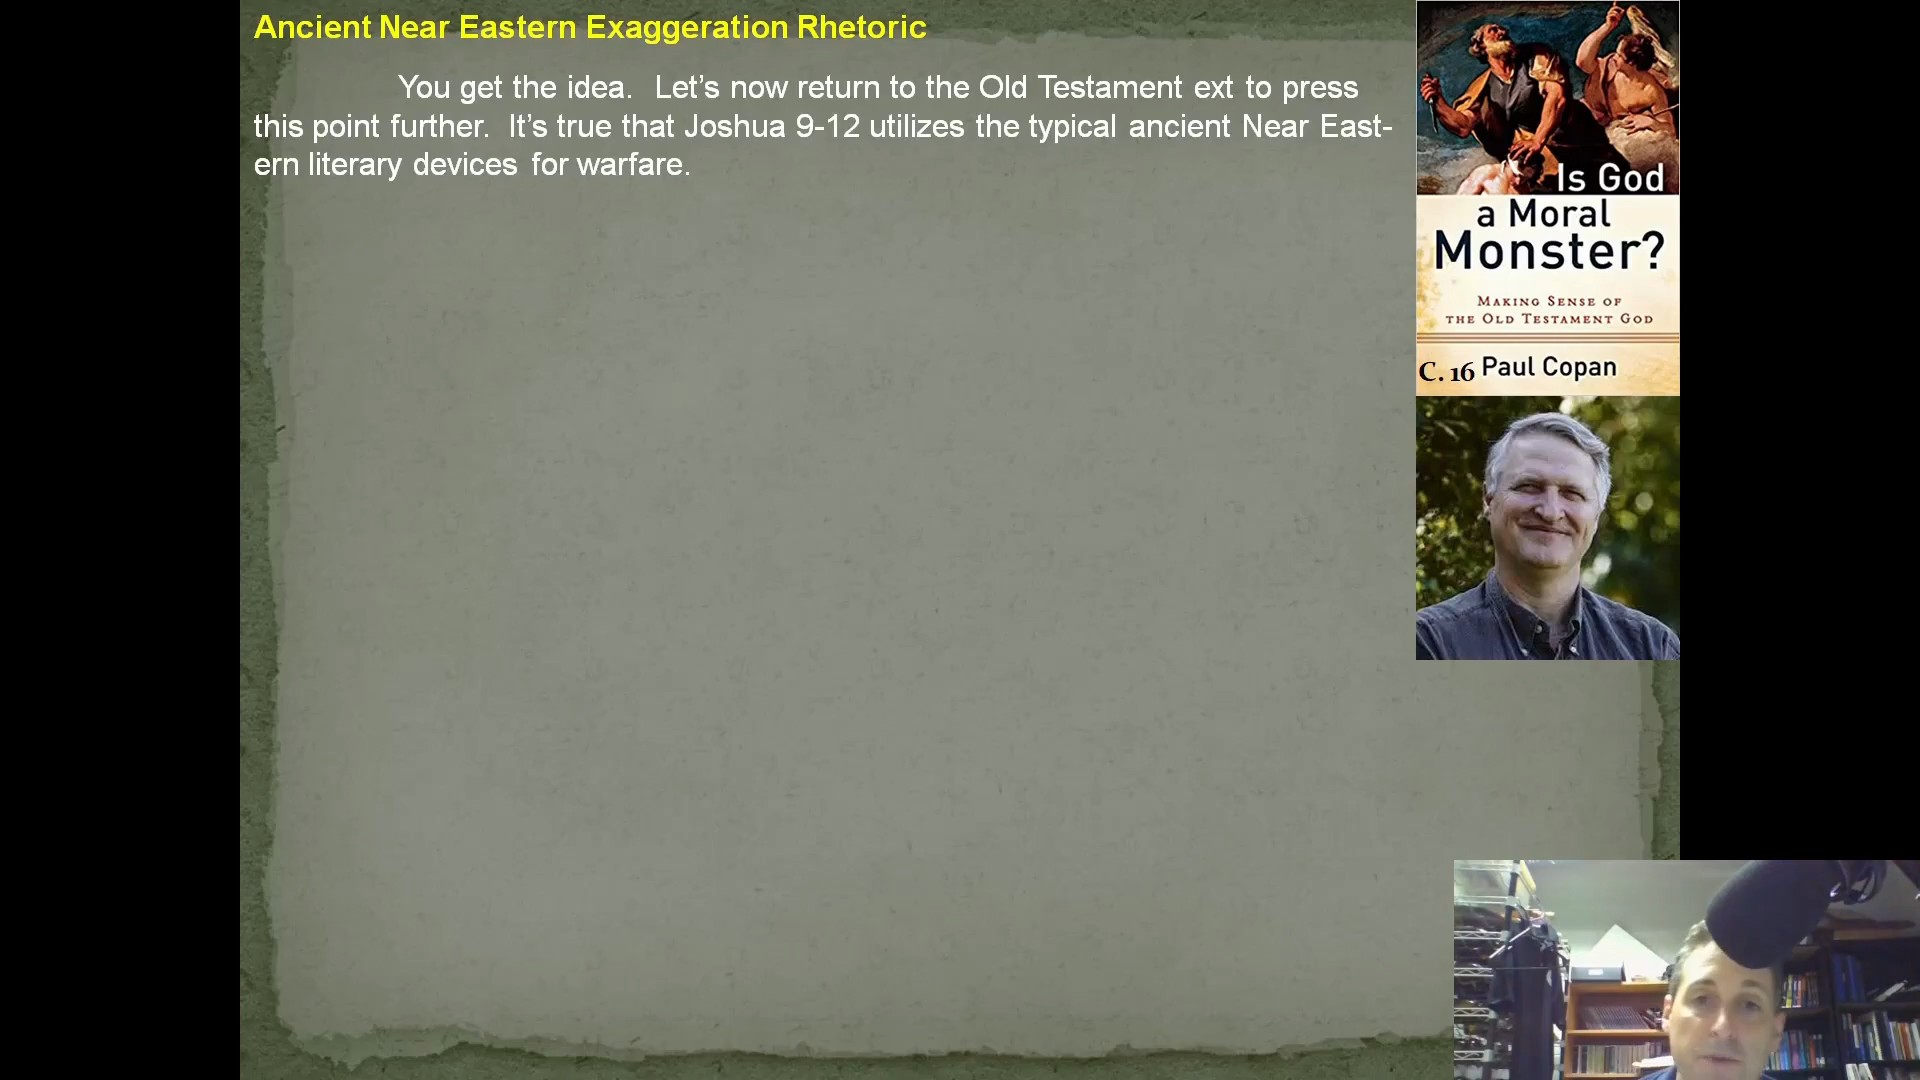 Ancient Near Eastern Exaggeration Rhetoric
You get the idea. Let’s now return to the Old Testament ext to press
this point further. It’s true that Joshua 9-12 utilizes the typical ancient Near East-
ern literary devices for warfare.
Is God
a Moral
Monster?
MAKING SENSE OF
THE OLD TESTAMENT GOD
C. 16 Paul Copan